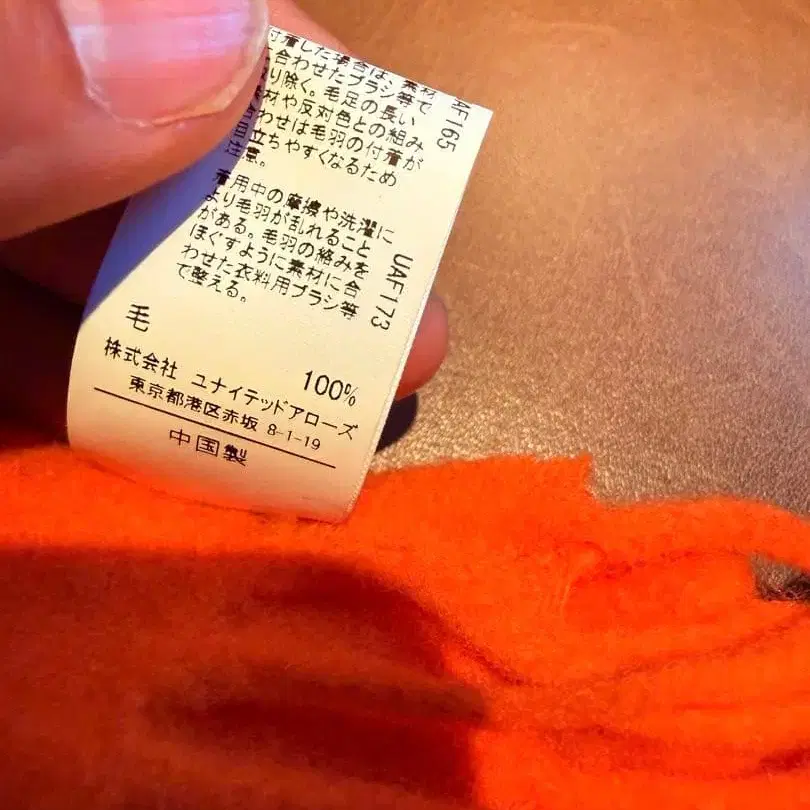 付着した場合は、素材
合わせたブラシ等で
り除く。毛足の長い
材や反対色との組み
わせは毛羽の付着が
立ちやすくなるため
意。
AF165
着用中の摩擦や洗濯に
より毛羽が乱れること
がある。毛羽の絡みを
ほぐすように素材に合
わせた衣料用ブラシ等
で整える。
UAF173
毛 100%
株式会社 ユナイテッドアローズ
東京都港区赤坂 8-1-19
中国製